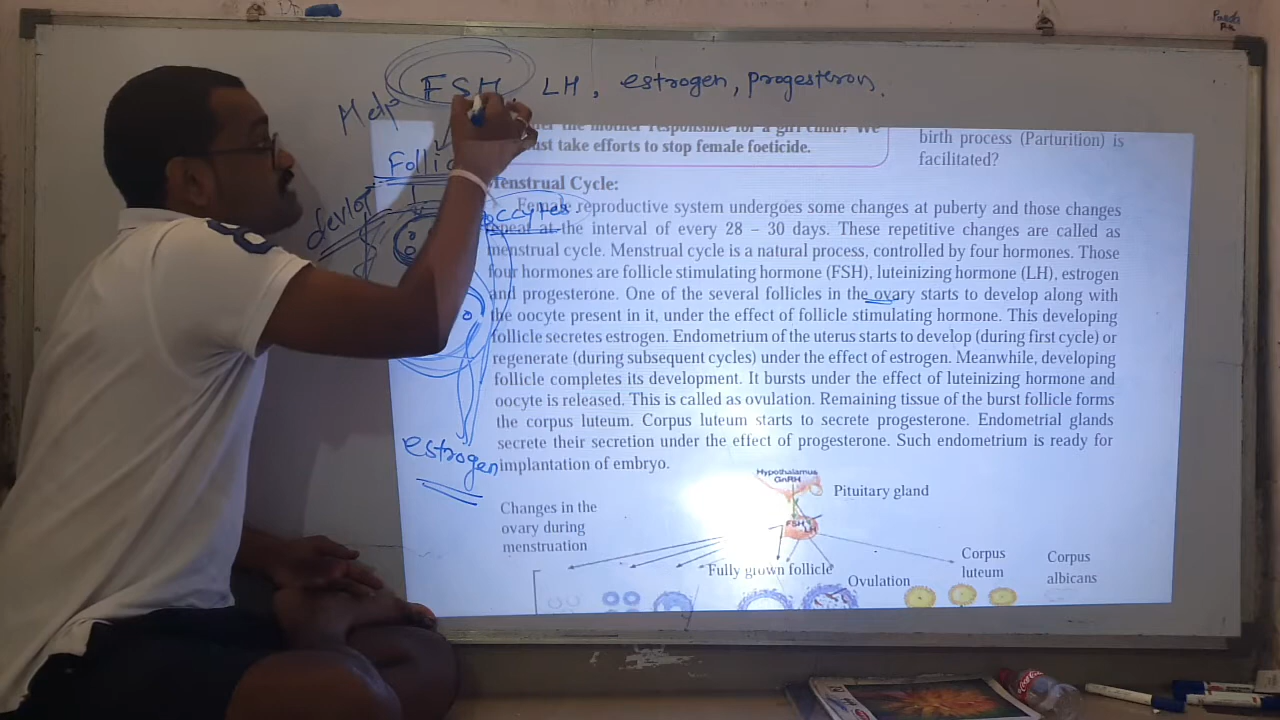 FSH, LH, estrogen, progesteron.
Help
ust take efforts to stop female foeticide.
birth process (Parturition) is
facilitated?
Follic
devlop
oocytes
estrogen
Menstrual Cycle:
Female reproductive system undergoes some changes at puberty and those changes
repeat at the interval of every 28 – 30 days. These repetitive changes are called as
menstrual cycle. Menstrual cycle is a natural process, controlled by four hormones. Those
four hormones are follicle stimulating hormone (FSH), luteinizing hormone (LH), estrogen
and progesterone. One of the several follicles in the ovary starts to develop along with
the oocyte present in it, under the effect of follicle stimulating hormone. This developing
follicle secretes estrogen. Endometrium of the uterus starts to develop (during first cycle) or
regenerate (during subsequent cycles) under the effect of estrogen. Meanwhile, developing
follicle completes its development. It bursts under the effect of luteinizing hormone and
oocyte is released. This is called as ovulation. Remaining tissue of the burst follicle forms
the corpus luteum. Corpus luteum starts to secrete progesterone. Endometrial glands
secrete their secretion under the effect of progesterone. Such endometrium is ready for
implantation of embryo.
Hypothalamus
GnRH
Pituitary gland
FSH
LH
Changes in the
ovary during
menstruation
Fully grown follicle
Ovulation
Corpus
luteum
Corpus
albicans